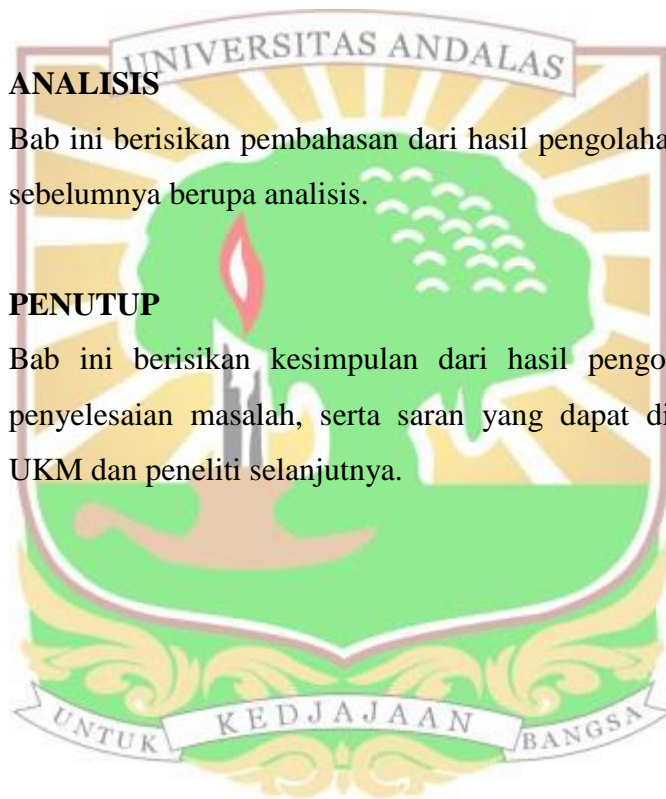 UNIVERSITAS ANDALAS
ANALISIS
Bab ini berisikan pembahasan dari hasil pengolaha
sebelumnya berupa analisis.
PENUTUP
Bab ini berisikan kesimpulan dari hasil pengo
penyelesaian masalah, serta saran yang dapat di
UKM dan peneliti selanjutnya.
UNTUK KEDJAJAAN BANGSA